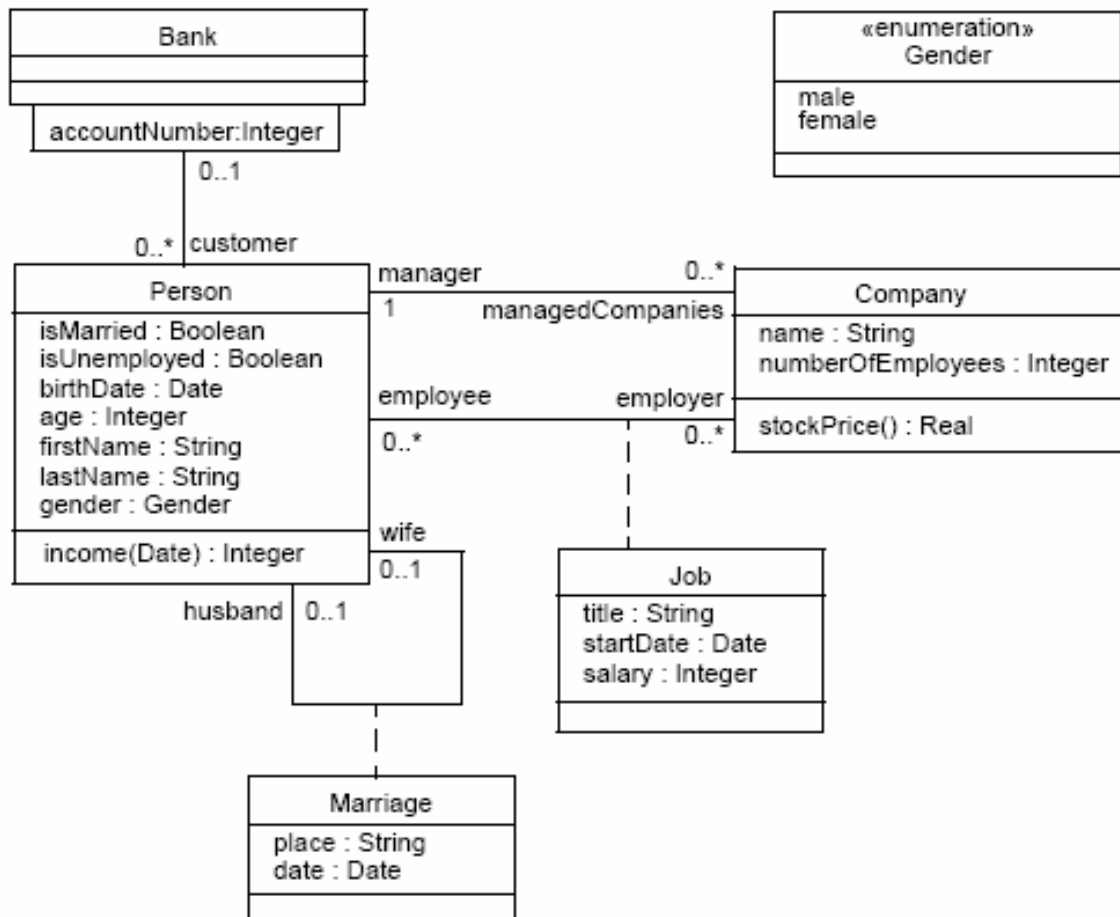 Bank
accountNumber:Integer
0..1
0..* customer
«enumeration»
Gender
male
female
Person
isMarried : Boolean
isUnemployed : Boolean
birthDate : Date
age : Integer
firstName : String
lastName : String
gender : Gender
income(Date) : Integer
manager
1
0..*
managedCompanies
employee
0..*
employer
0..*
Company
name : String
numberOfEmployees : Integer
stockPrice() : Real
wife
0..1
husband
0..1
Job
title : String
startDate : Date
salary : Integer
Marriage
place : String
date : Date